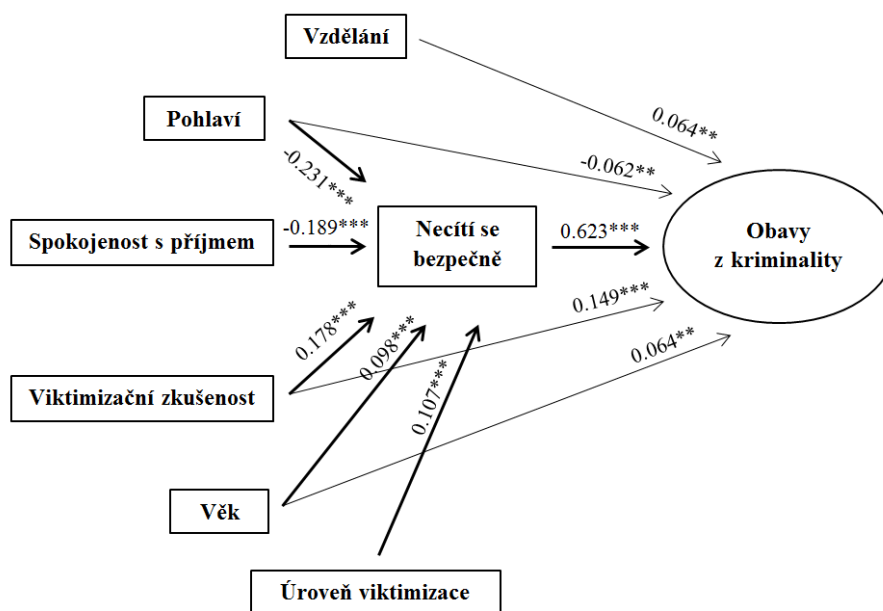 Vzdělání
0.064**
Pohlaví
-0.062**
-0.231***
Spokojenost s příjmem
-0.189***
Necítí se
bezpečně
0.623***
Obavy
z kriminality
0.178***
0.098***
0.149***
0.107***
0.064**
Viktimizační zkušenost
Věk
Úroveň viktimizace